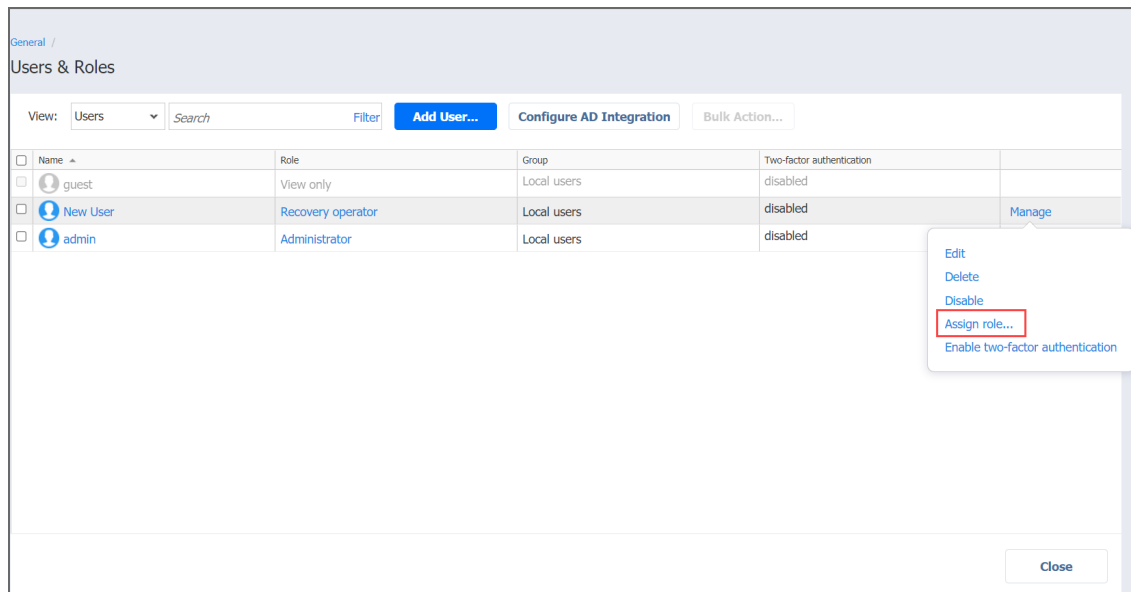 General /
Users & Roles
View: Users Search Filter Add User... Configure AD Integration Bulk Action...
Name Role Group Two-factor authentication
guest View only Local users disabled
New User Recovery operator Local users disabled Manage
admin Administrator Local users disabled
Edit
Delete
Disable
Assign role...
Enable two-factor authentication
Close